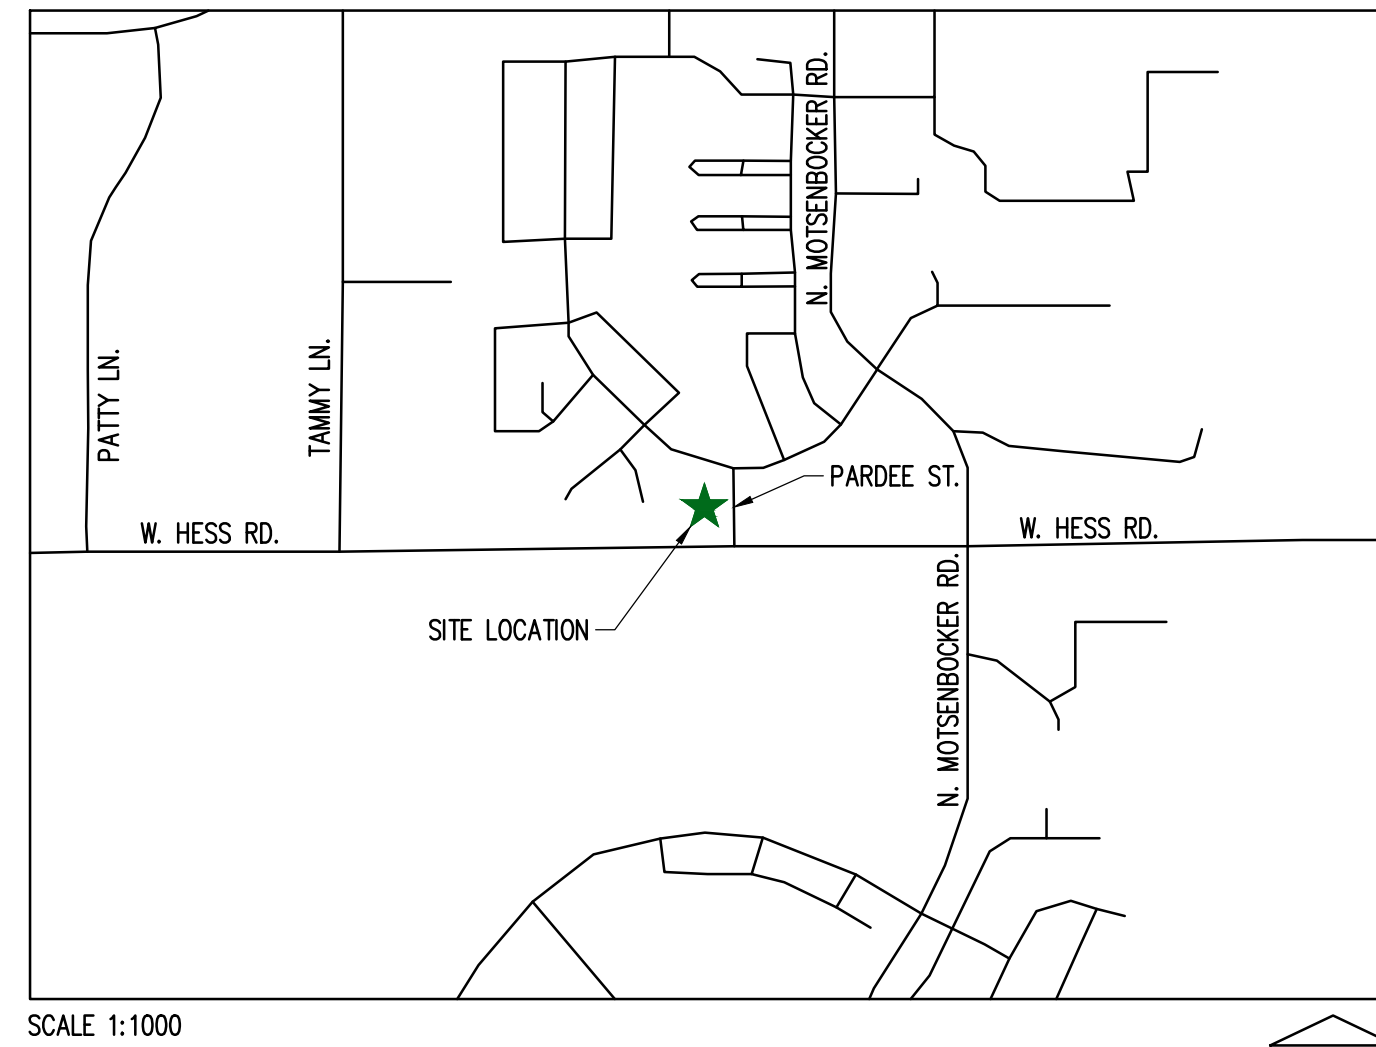 N. MOTSENBOCKER RD.
PATTY LN.
TAMMY LN.
PARDEE ST.
W. HESS RD.
W. HESS RD.
N. MOTSENBOCKER RD.
SITE LOCATION
SCALE 1:1000